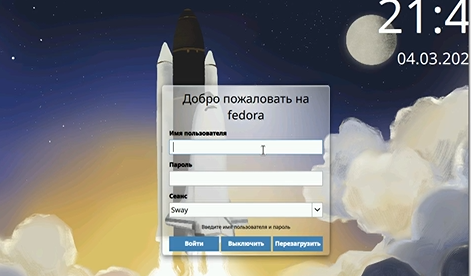 21:4
04.03.202
Добро пожаловать на
fedora
Имя пользователя
Пароль
Сеанс
Sway
Введите имя пользователя и пароль
Войти
Выключить
Перезагрузить